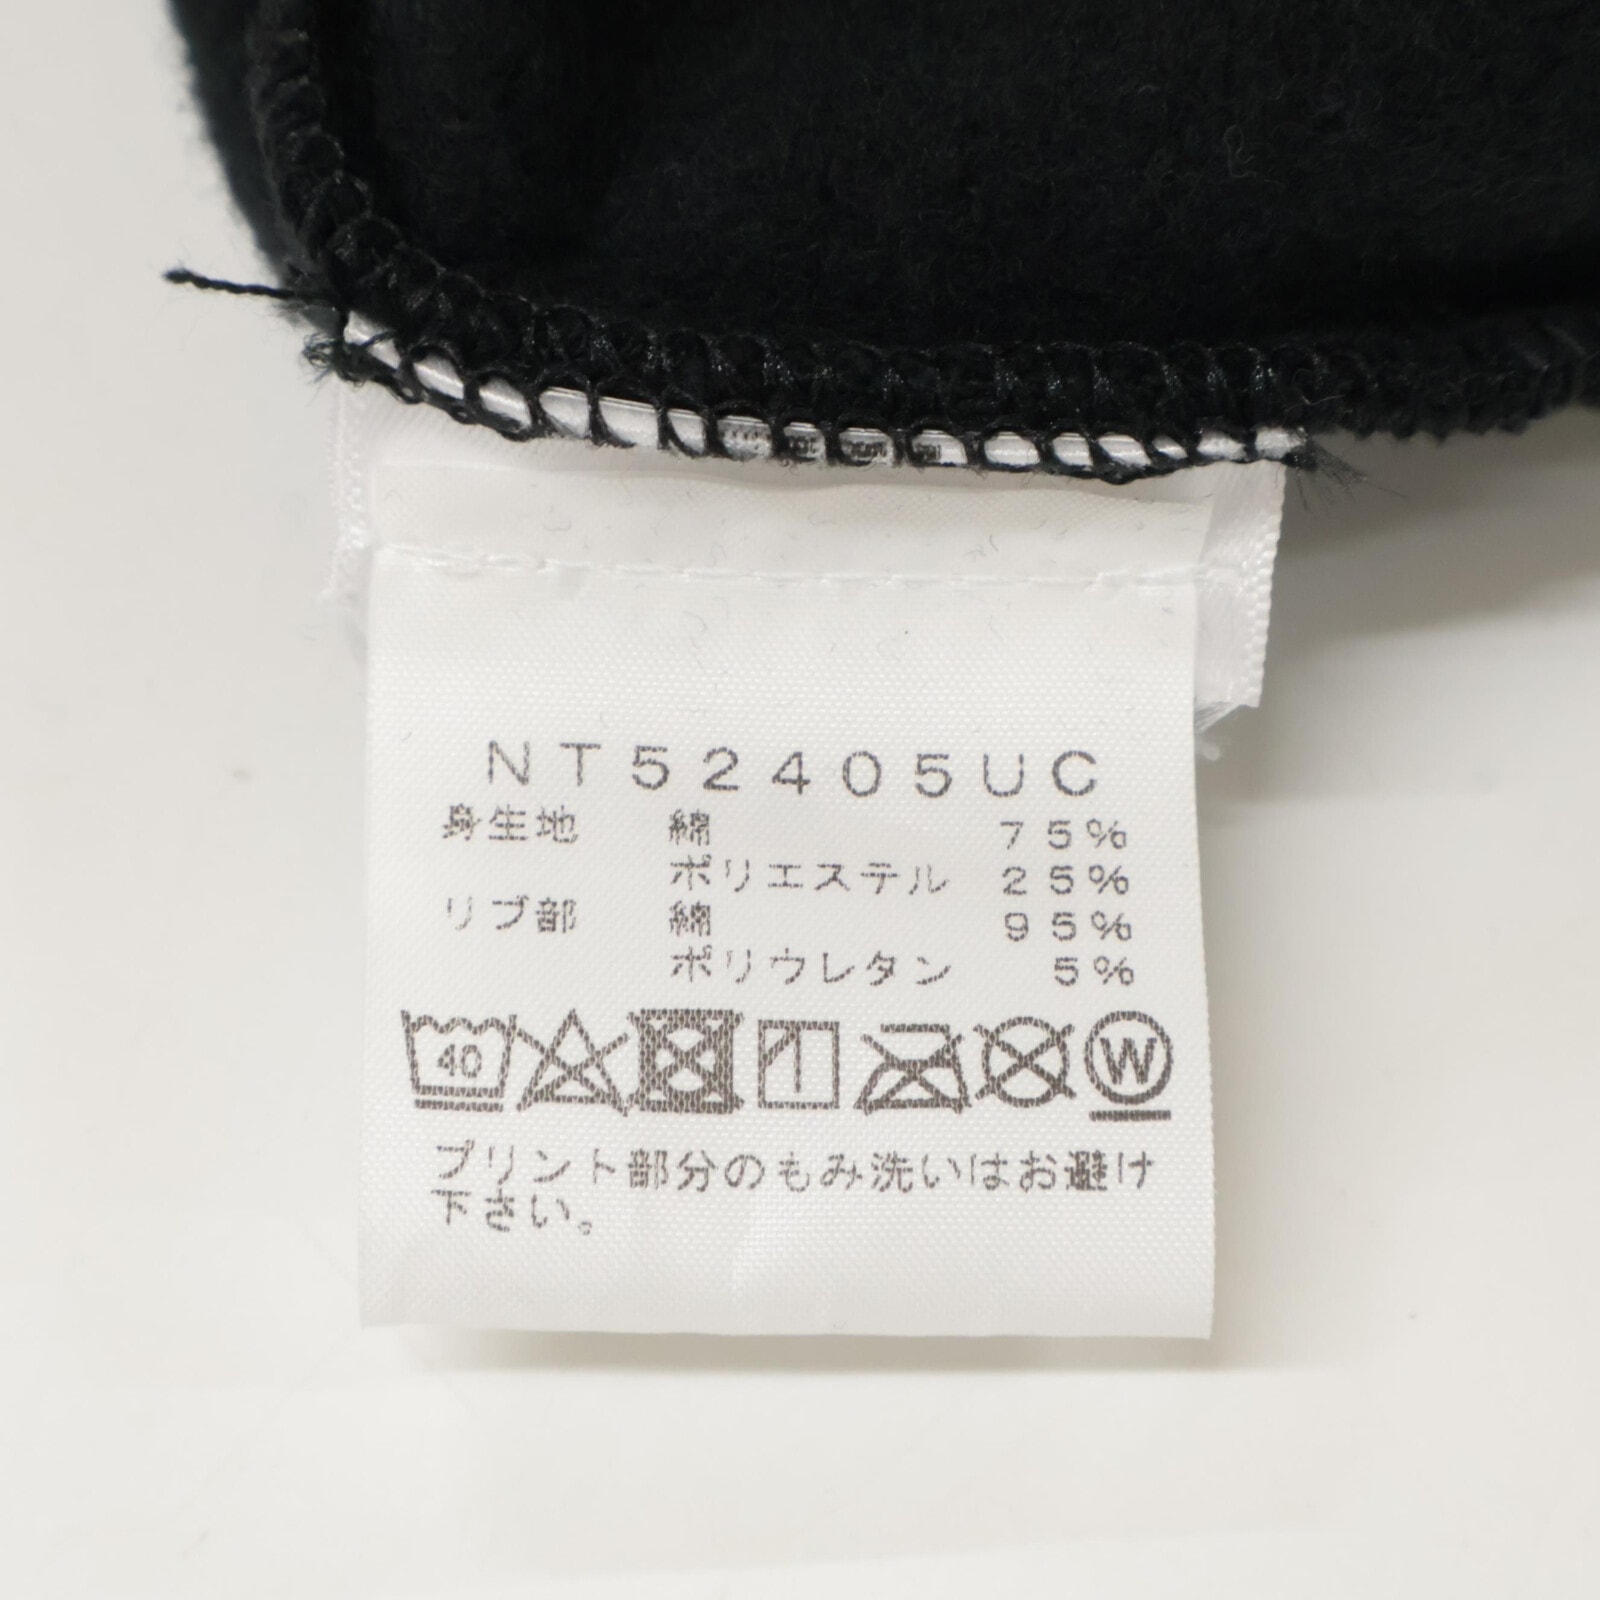 NT52405UC
身生地 綿 75%
ポリエステル 25%
リブ部 綿 95%
ポリウレタン 5%
40 W
プリント部分のもみ洗いはお避け
下さい。